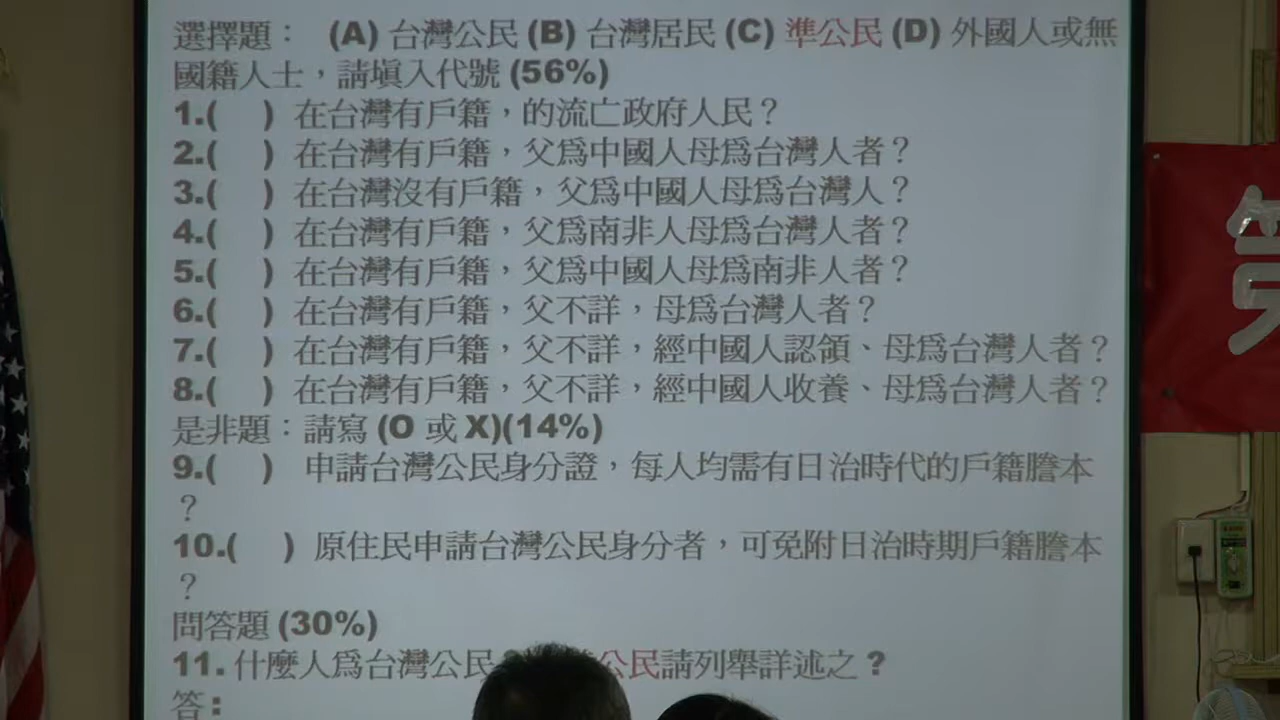 選擇題： (A) 台灣公民 (B) 台灣居民 (C) 準公民 (D) 外國人或無
國籍人士，請填入代號 (56%)
1.( ) 在台灣有戶籍，的流亡政府人民？
2.( ) 在台灣有戶籍，父為中國人母為台灣人者？
3.( ) 在台灣沒有戶籍，父為中國人母為台灣人？
4.( ) 在台灣有戶籍，父為南非人母為台灣人者？
5.( ) 在台灣有戶籍，父為中國人母為南非人者？
6.( ) 在台灣有戶籍，父不詳，母為台灣人者？
7.( ) 在台灣有戶籍，父不詳，經中國人認領、母為台灣人者？
8.( ) 在台灣有戶籍，父不詳，經中國人收養、母為台灣人者？
是非題：請寫 (O 或 X)(14%)
9.( ) 申請台灣公民身分證，每人均需有日治時代的戶籍謄本
？
10.( ) 原住民申請台灣公民身分者，可免附日治時期戶籍謄本
？
問答題 (30%)
11. 什麼人為台灣公民 公民請列舉詳述之？
答：